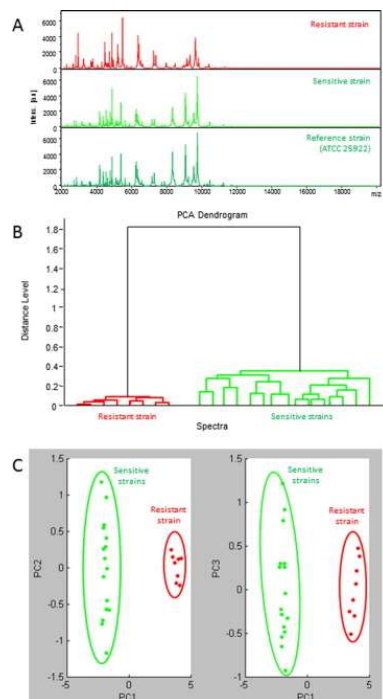 A
Resistant strain
6000
4000
2000
0
Sensitive strain
6000
4000
2000
0
Intens. [a.u.]
Reference strain
(ATCC 25922)
6000
4000
2000
0
2000 4000 6000 8000 10000 12000 14000 16000 18000 m/z
PCA Dendrogram
B
1.8
1.6
1.4
1.2
1
0.8
0.6
0.4
0.2
0
Distance Level
Resistant strain
Sensitive strains
Spectra
C
Sensitive
strains
Resistant
strain
1.5
1
0.5
0
-0.5
-1
-1.5
PC2
-5 0 5
PC1
Sensitive
strains
Resistant
strain
1.5
1
0.5
0
-0.5
-1
PC3
-5 0 5
PC1